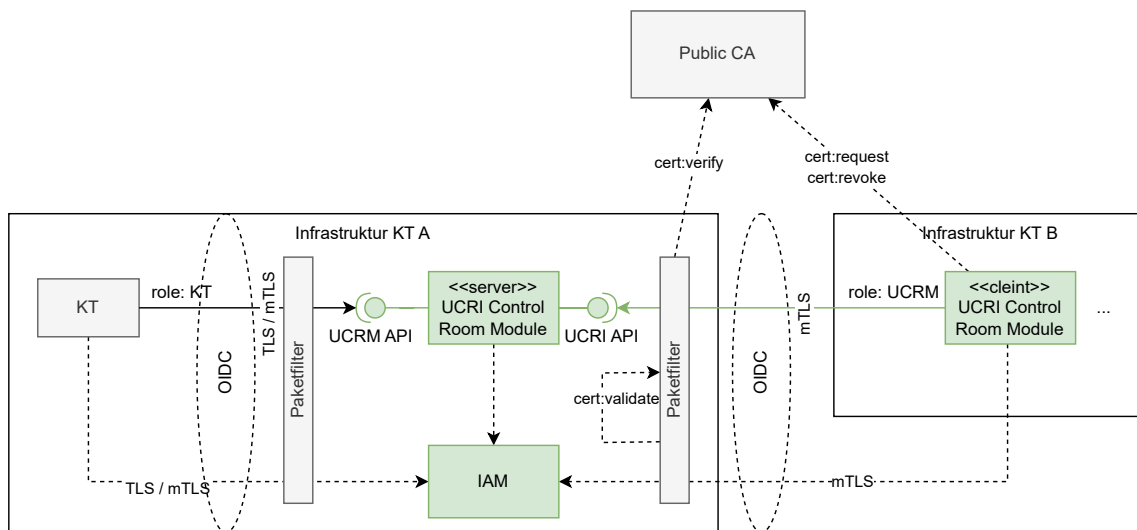 Public CA
cert:verify
cert:request
cert:revoke
Infrastruktur KT A
Infrastruktur KT B
KT
role: KT
OIDC
TLS / mTLS
Paketfilter
UCRM API
<<server>>
UCRI Control
Room Module
UCRI API
cert:validate
Paketfilter
OIDC
mTLS
role: UCRM
<<cleint>>
UCRI Control
Room Module
...
TLS / mTLS
IAM
mTLS